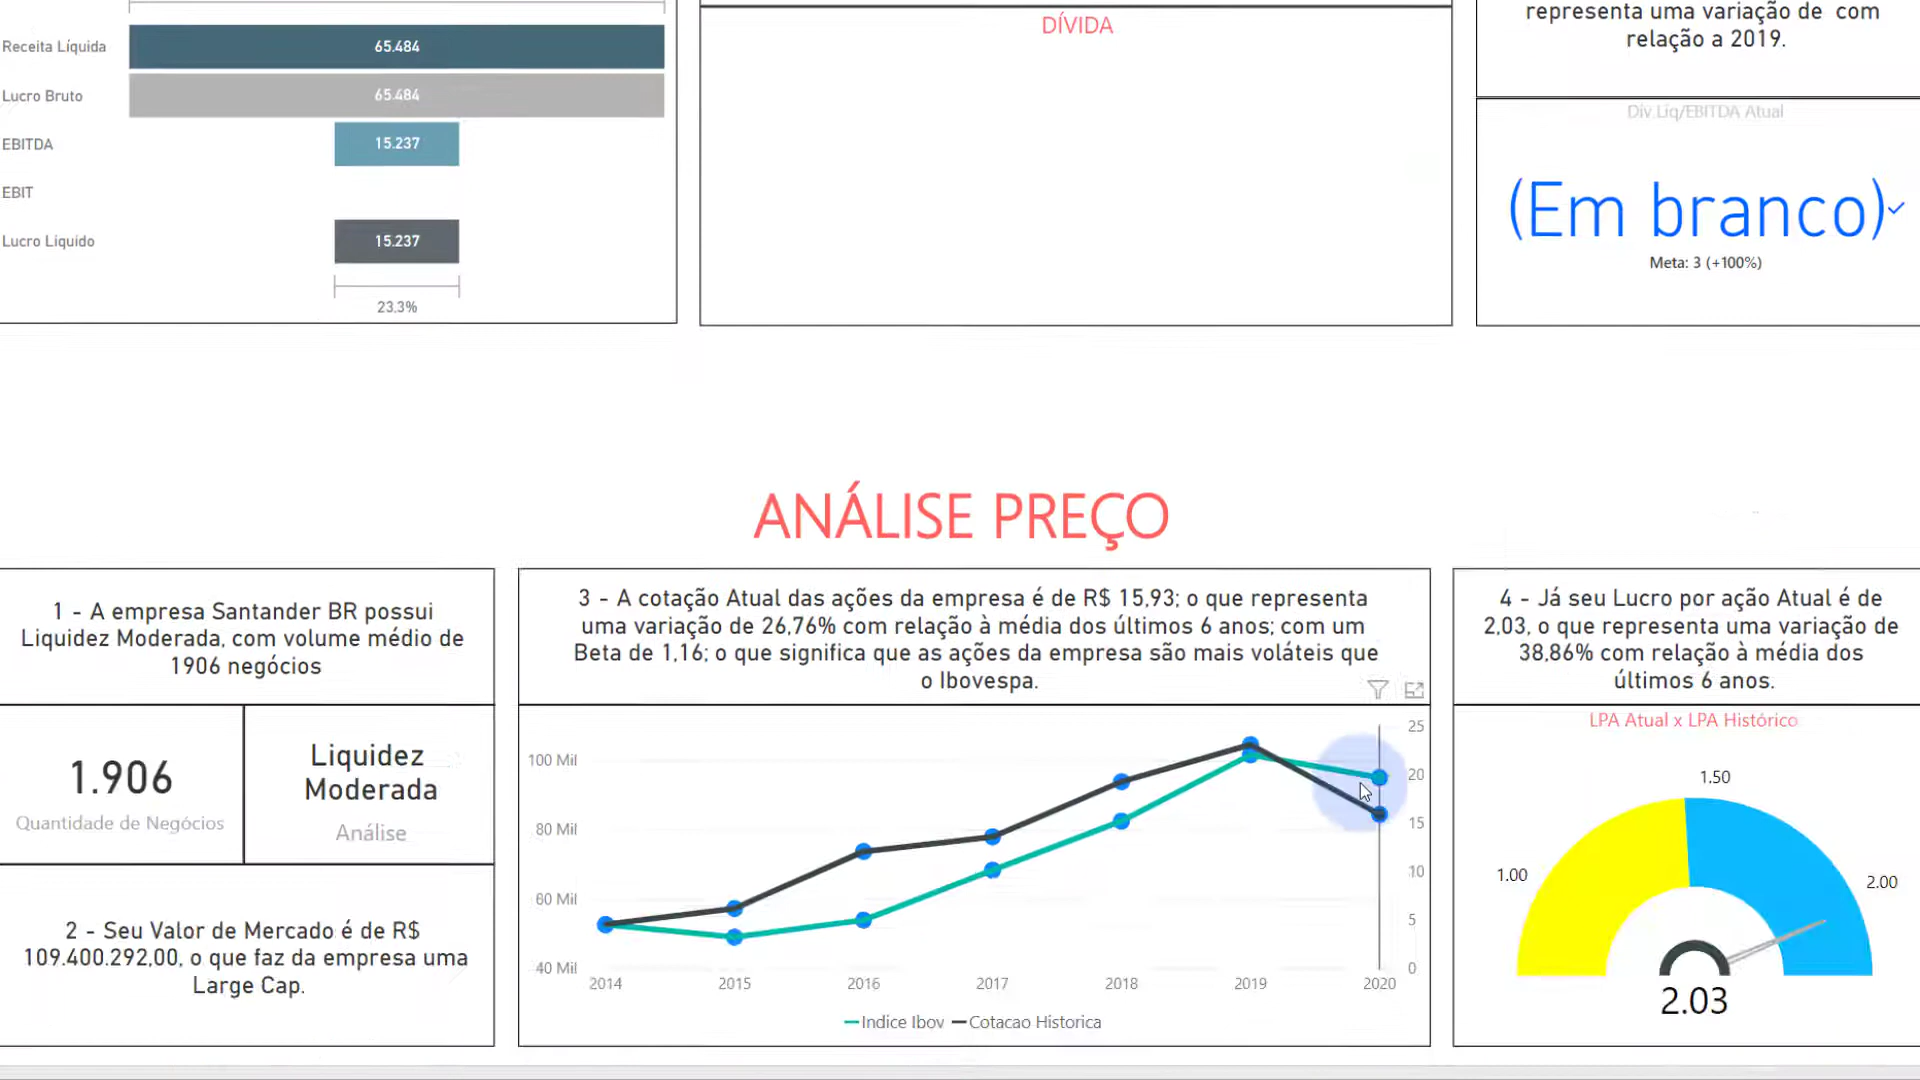 Receita Líquida
65.484
Lucro Bruto
65.484
EBITDA
15.237
EBIT
Lucro Líquido
15.237
23.3%
DÍVIDA
representa uma variação de  com
relação a 2019.
Dív.Líq/EBITDA Atual
(Em branco)
Meta: 3 (+100%)
ANÁLISE PREÇO
1 - A empresa Santander BR possui
Liquidez Moderada, com volume médio de
1906 negócios
1.906
Quantidade de Negócios
Liquidez
Moderada
Análise
2 - Seu Valor de Mercado é de R$
109.400.292,00, o que faz da empresa uma
Large Cap.
3 - A cotação Atual das ações da empresa é de R$ 15,93; o que representa
uma variação de 26,76% com relação à média dos últimos 6 anos; com um
Beta de 1,16; o que significa que as ações da empresa são mais voláteis que
o Ibovespa.
100 Mil
80 Mil
60 Mil
40 Mil
25
20
15
10
5
0
2014
2015
2016
2017
2018
2019
2020
Indice Ibov
Cotacao Historica
4 - Já seu Lucro por ação Atual é de
2,03, o que representa uma variação de
38,86% com relação à média dos
últimos 6 anos.
LPA Atual x LPA Histórico
1.50
1.00
2.00
2.03